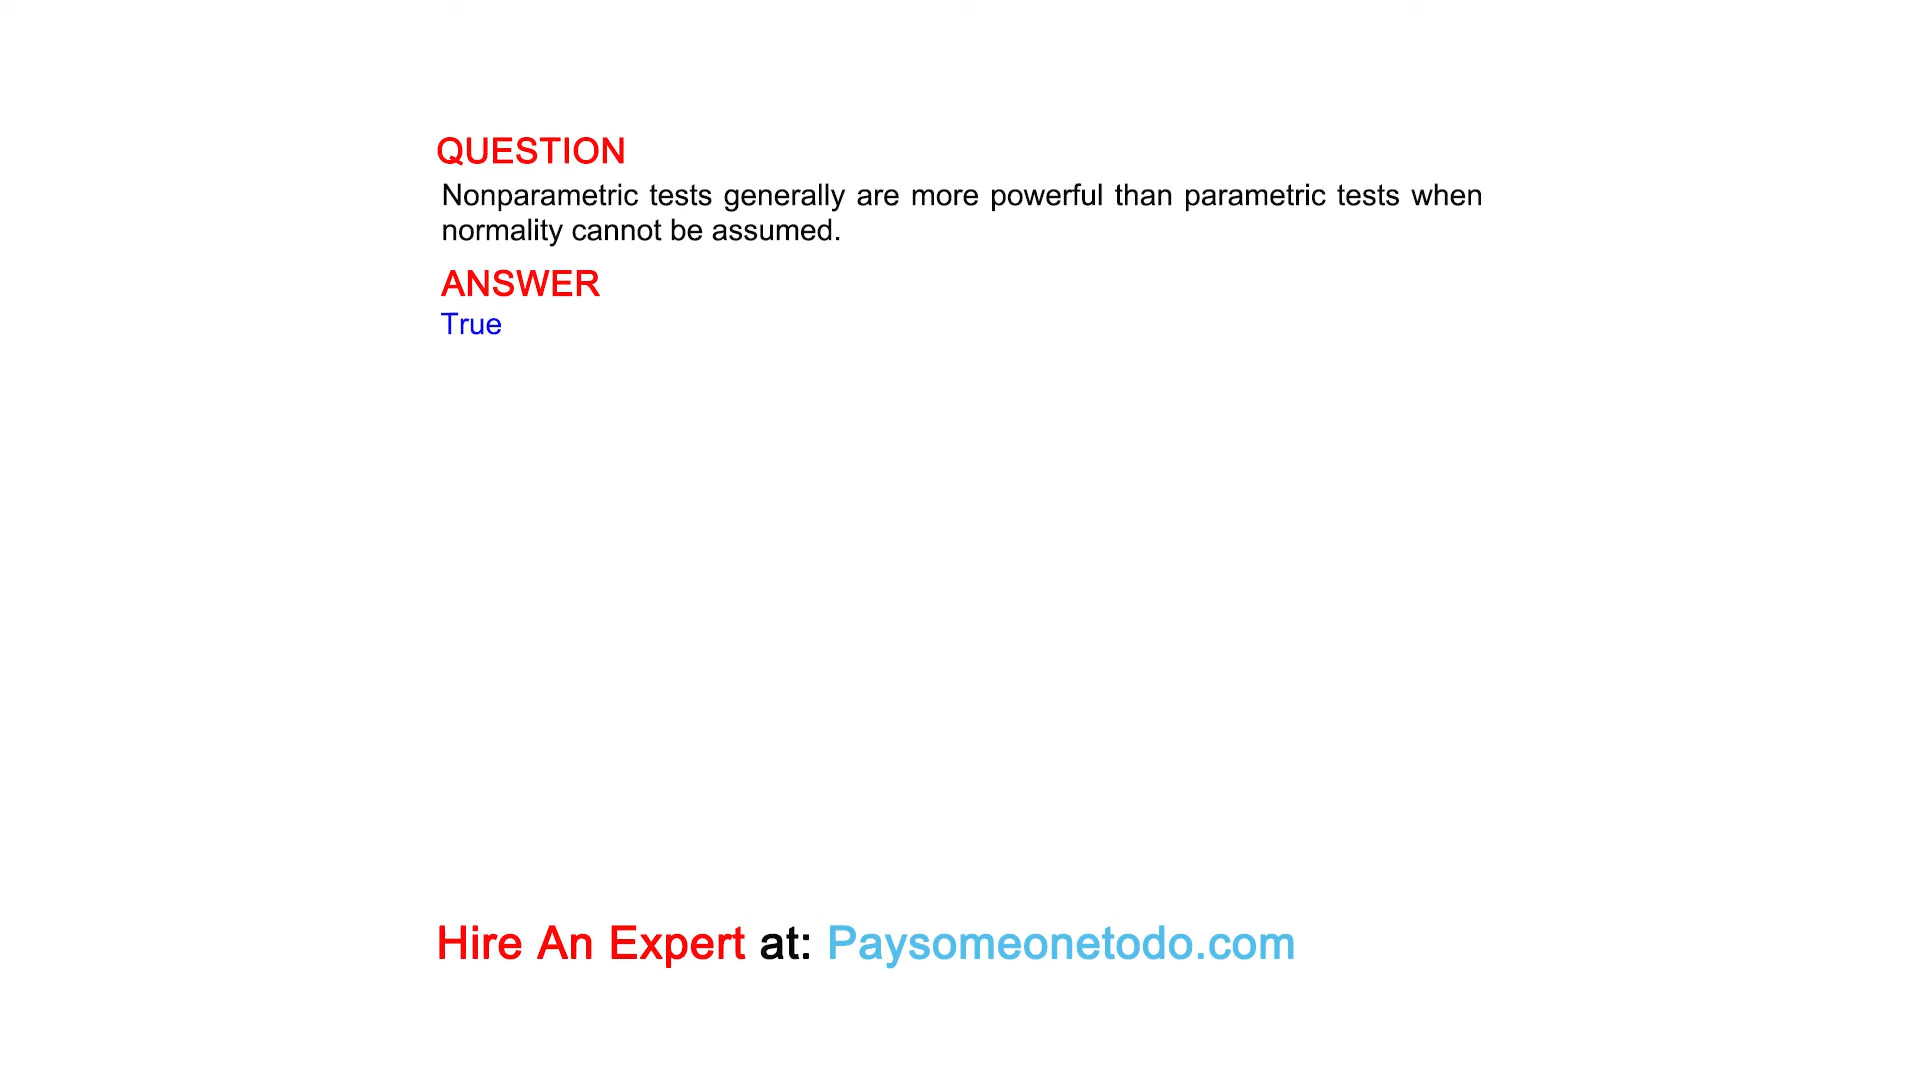 QUESTION
Nonparametric tests generally are more powerful than parametric tests when
normality cannot be assumed.
ANSWER
True
Hire An Expert at: Paysomeonetodo.com